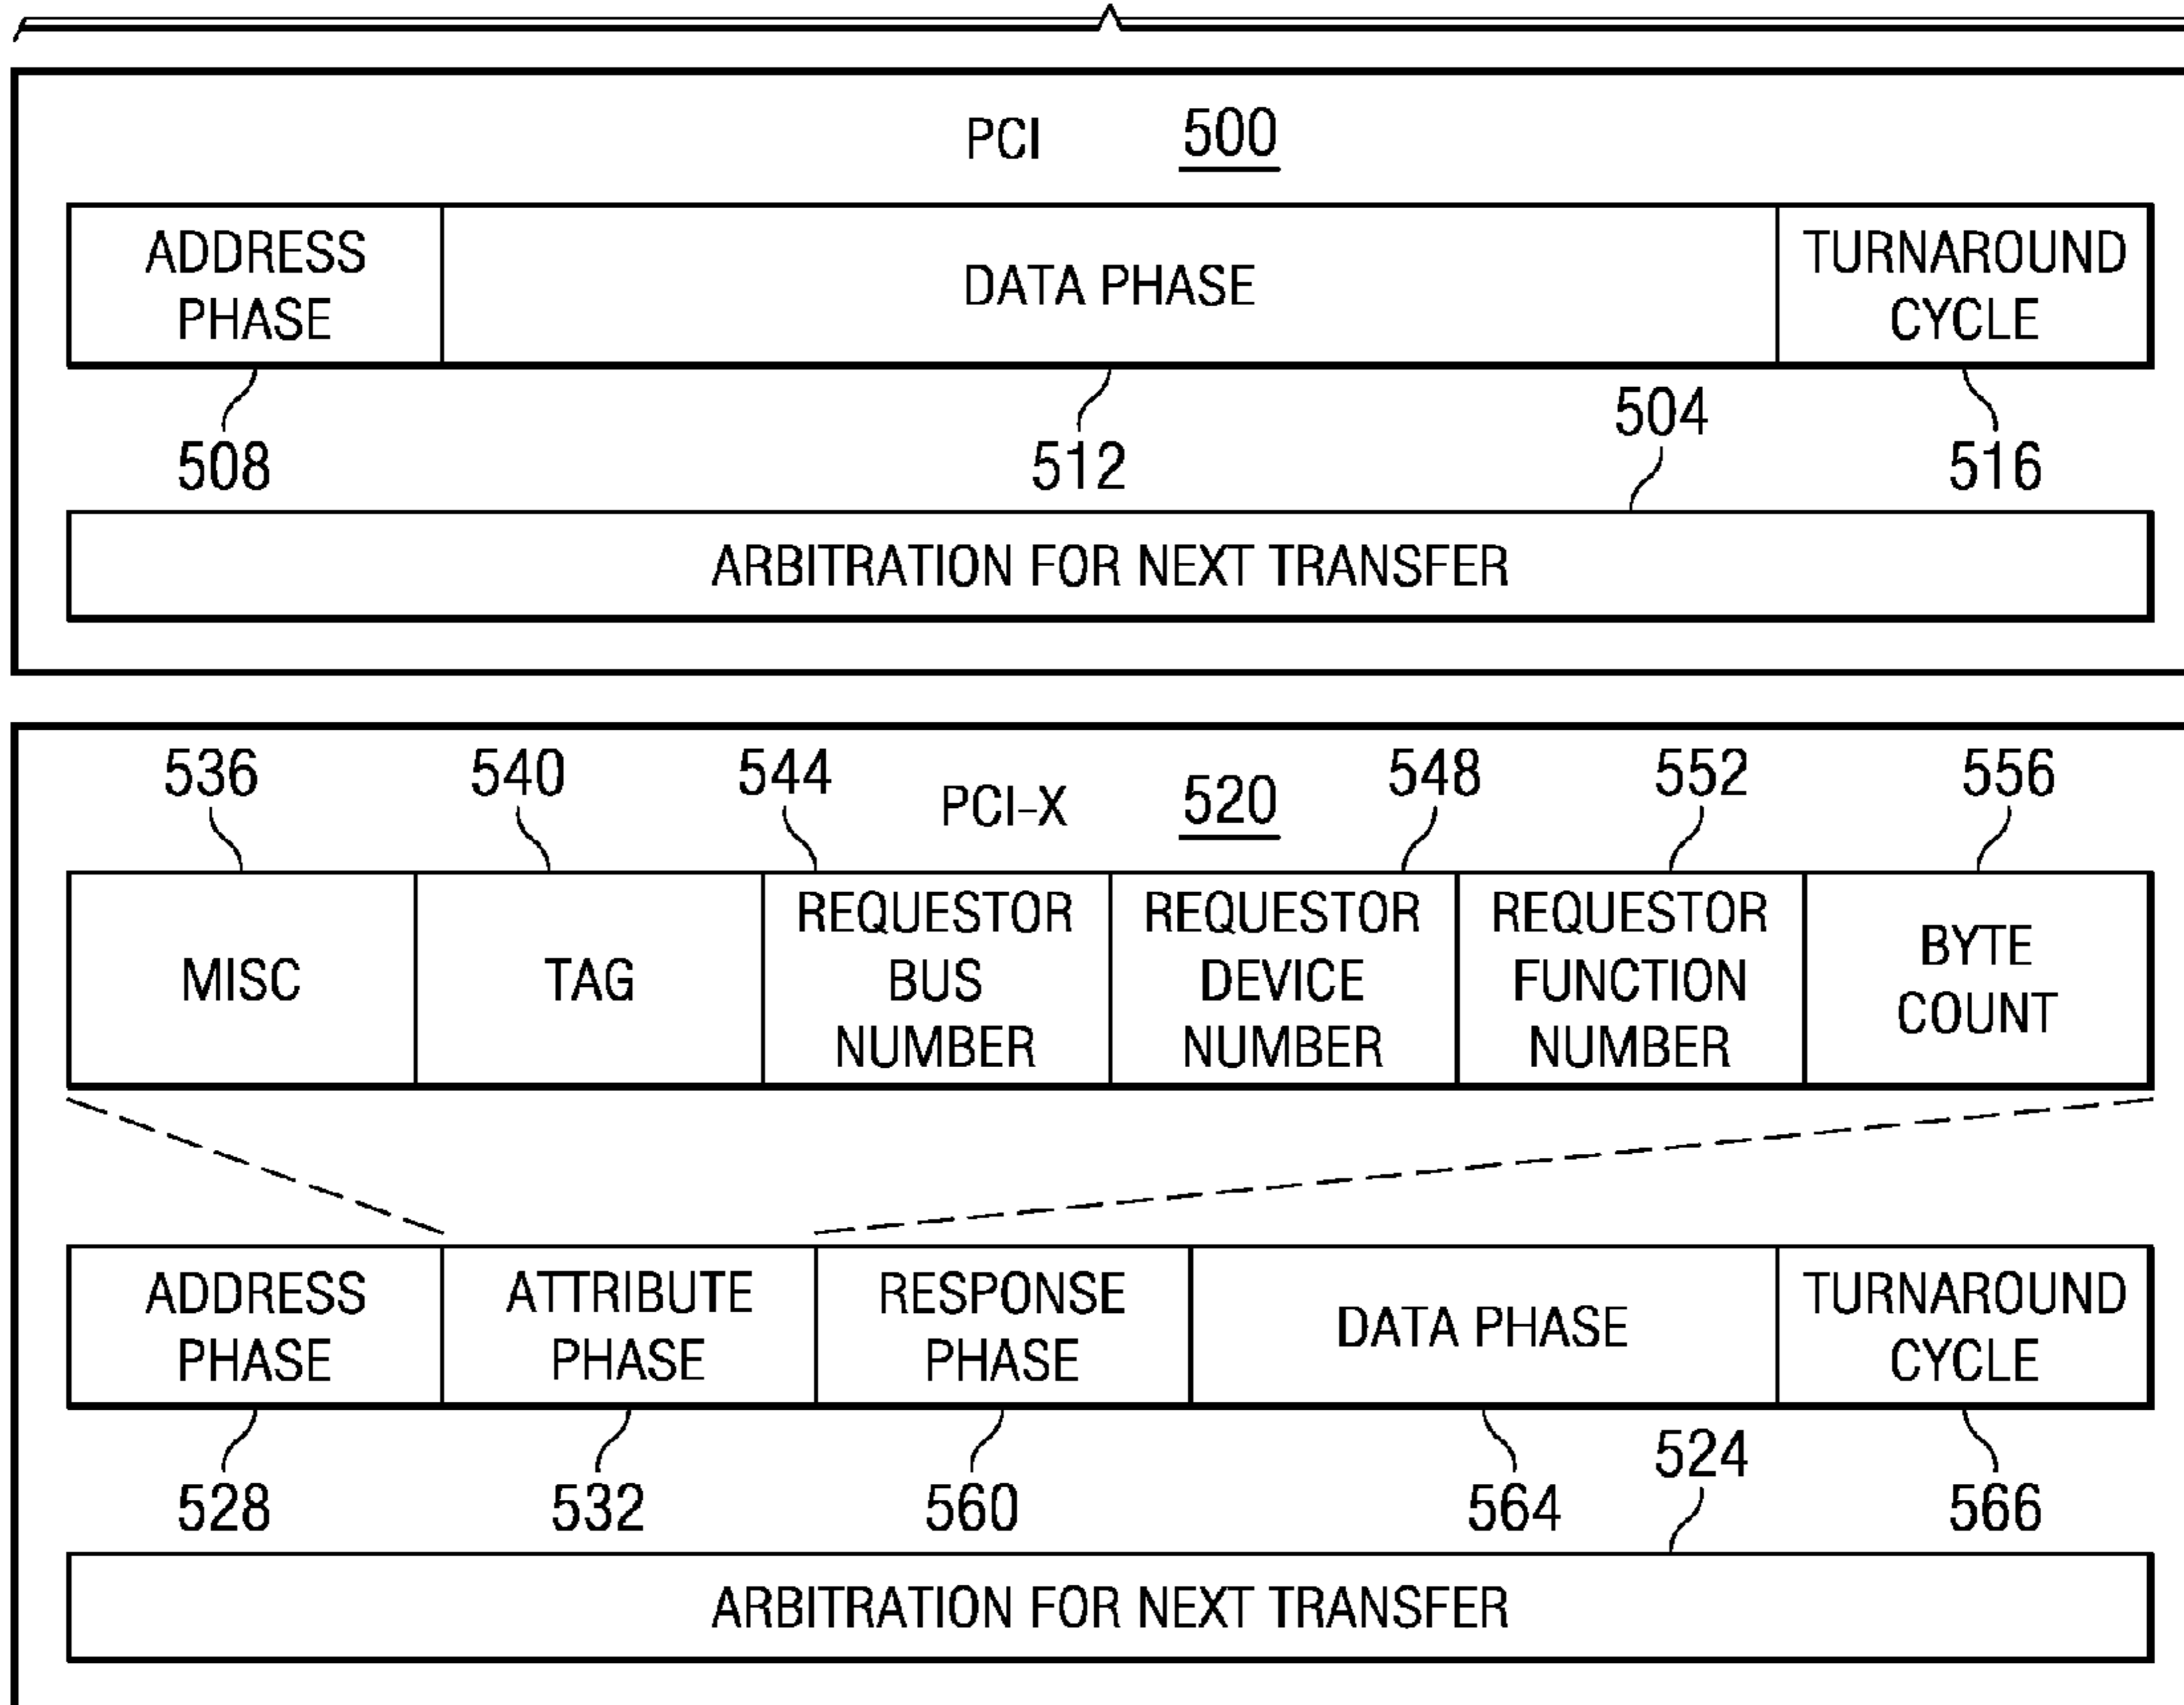 PCI 500
ADDRESS
PHASE
DATA PHASE
TURNAROUND
CYCLE
504
508
512
516
ARBITRATION FOR NEXT TRANSFER
536
540
544
PCI-X 520
548
552
556
MISC
TAG
REQUESTOR
BUS
NUMBER
REQUESTOR
DEVICE
NUMBER
REQUESTOR
FUNCTION
NUMBER
BYTE
COUNT
ADDRESS
PHASE
ATTRIBUTE
PHASE
RESPONSE
PHASE
DATA PHASE
TURNAROUND
CYCLE
524
528
532
560
564
566
ARBITRATION FOR NEXT TRANSFER